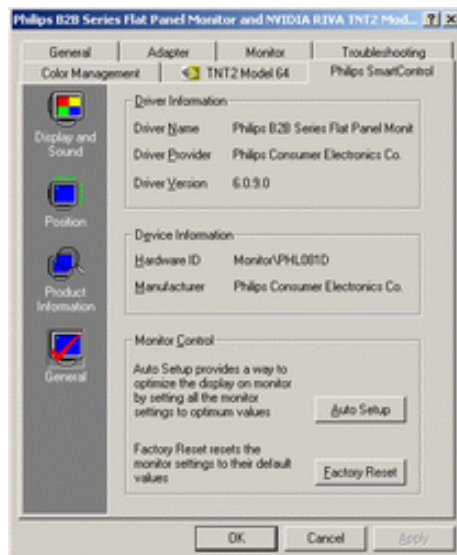 Philips B2B Series Flat Panel Monitor and NVIDIA RIVA TNT2 Mod...
General Adapter Monitor Troubleshooting
Color Management TNT2 Model 64 Philips SmartControl
Display and
Sound
Position
Product
Information
General
Driver Information
Driver Name Philips B2B Series Flat Panel Monit
Driver Provider Philips Consumer Electronics Co.
Driver Version 6.0.9.0
Device Information
Hardware ID Monitor\PHL081D
Manufacturer Philips Consumer Electronics Co.
Monitor Control
Auto Setup provides a way to
optimize the display on monitor
by setting all the monitor
settings to optimum values
Auto Setup
Factory Reset resets the
monitor settings to their default
values
Factory Reset
OK Cancel Apply